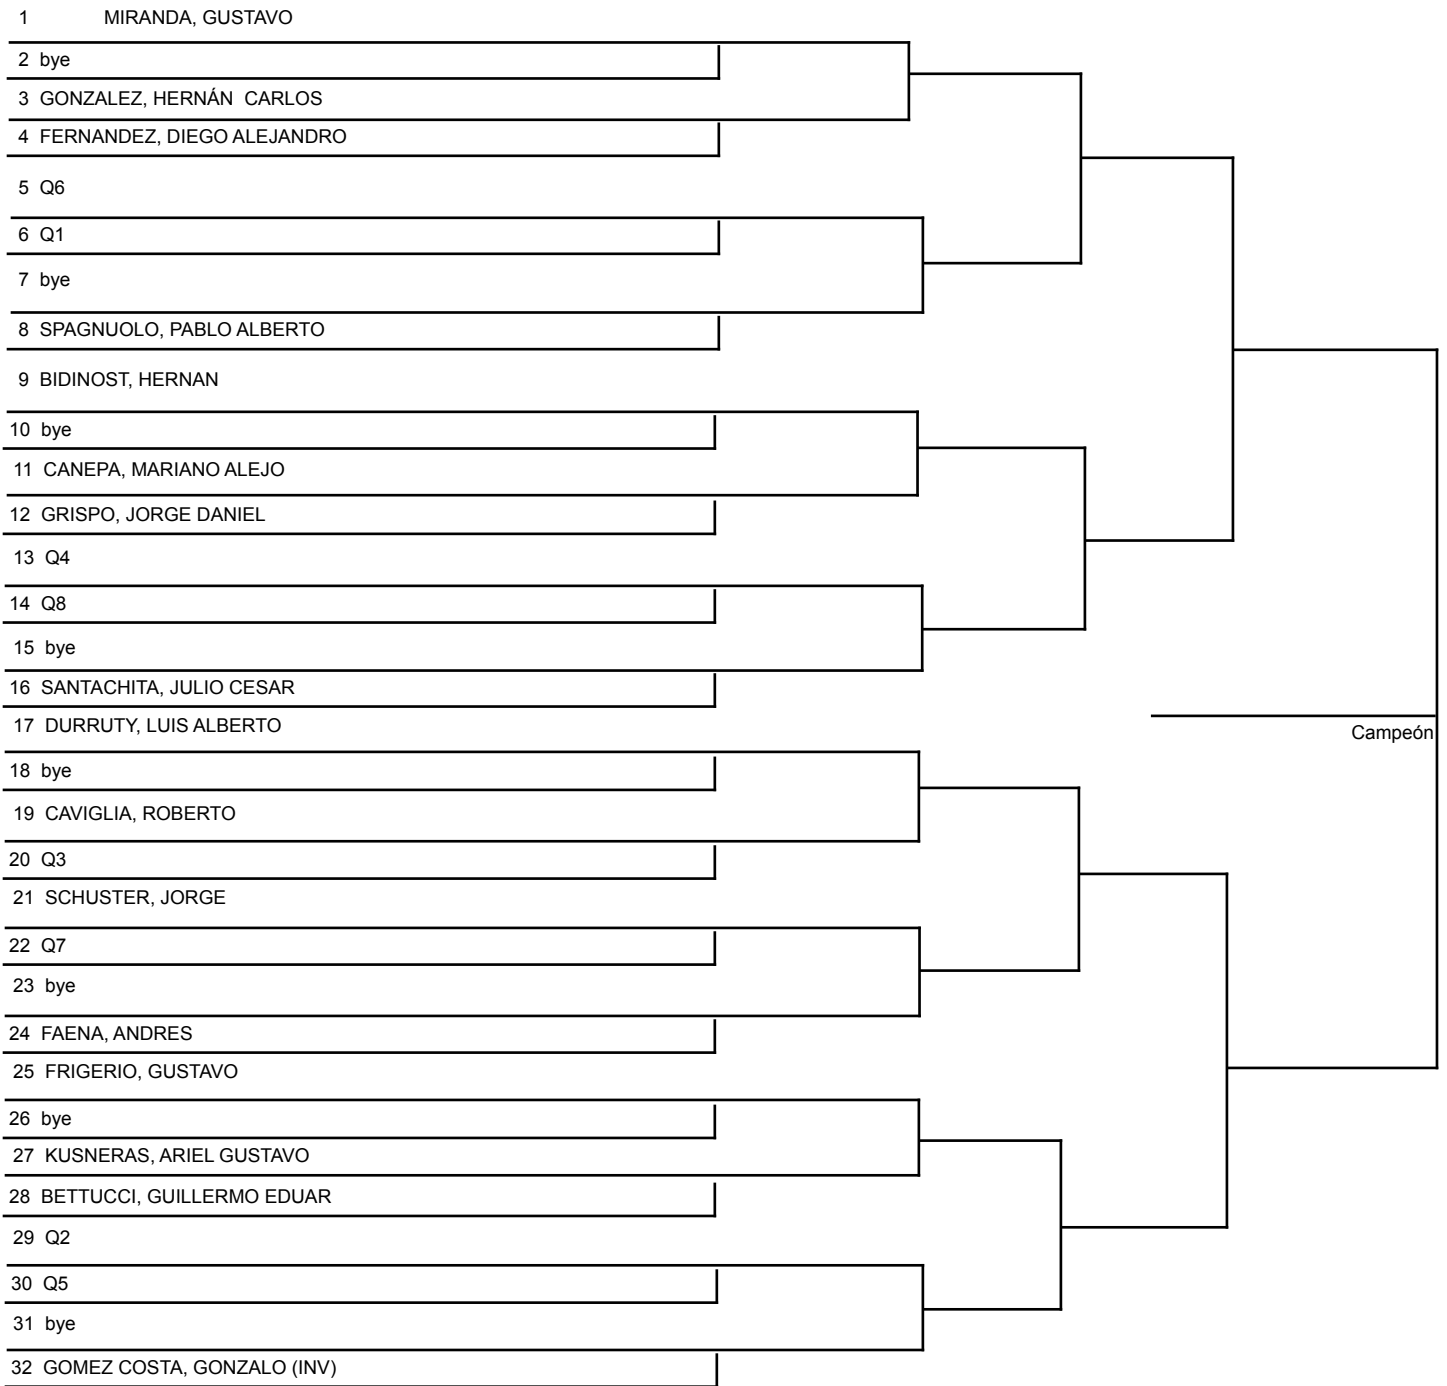 1 MIRANDA, GUSTAVO
2 bye
3 GONZALEZ, HERNÁN CARLOS
4 FERNANDEZ, DIEGO ALEJANDRO
5 Q6
6 Q1
7 bye
8 SPAGNUOLO, PABLO ALBERTO
9 BIDINOST, HERNAN
10 bye
11 CANEPA, MARIANO ALEJO
12 GRISPO, JORGE DANIEL
13 Q4
14 Q8
15 bye
16 SANTACHITA, JULIO CESAR
17 DURRUTY, LUIS ALBERTO
Campeón
18 bye
19 CAVIGLIA, ROBERTO
20 Q3
21 SCHUSTER, JORGE
22 Q7
23 bye
24 FAENA, ANDRES
25 FRIGERIO, GUSTAVO
26 bye
27 KUSNERAS, ARIEL GUSTAVO
28 BETTUCCI, GUILLERMO EDUAR
29 Q2
30 Q5
31 bye
32 GOMEZ COSTA, GONZALO (INV)